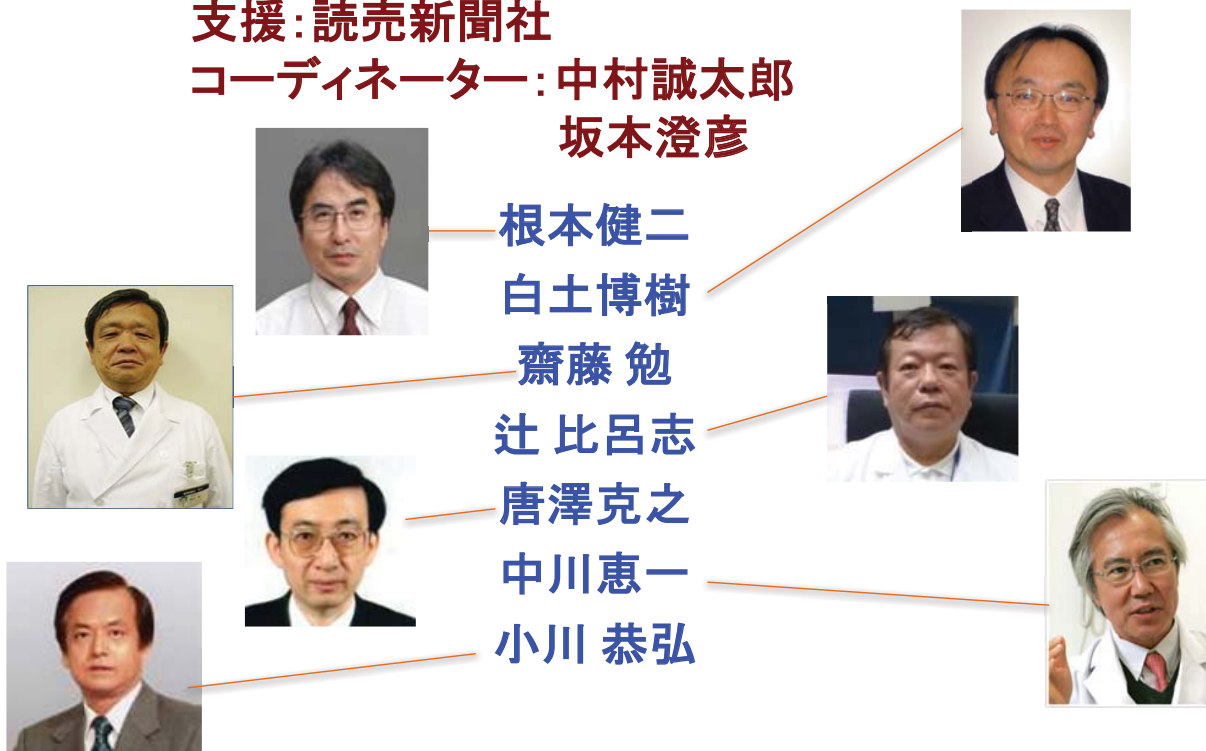 支援：読売新聞社
コーディネーター：中村誠太郎
坂本澄彦
根本健二
白土博樹
齋藤 勉
辻 比呂志
唐澤克之
中川恵一
小川 恭弘